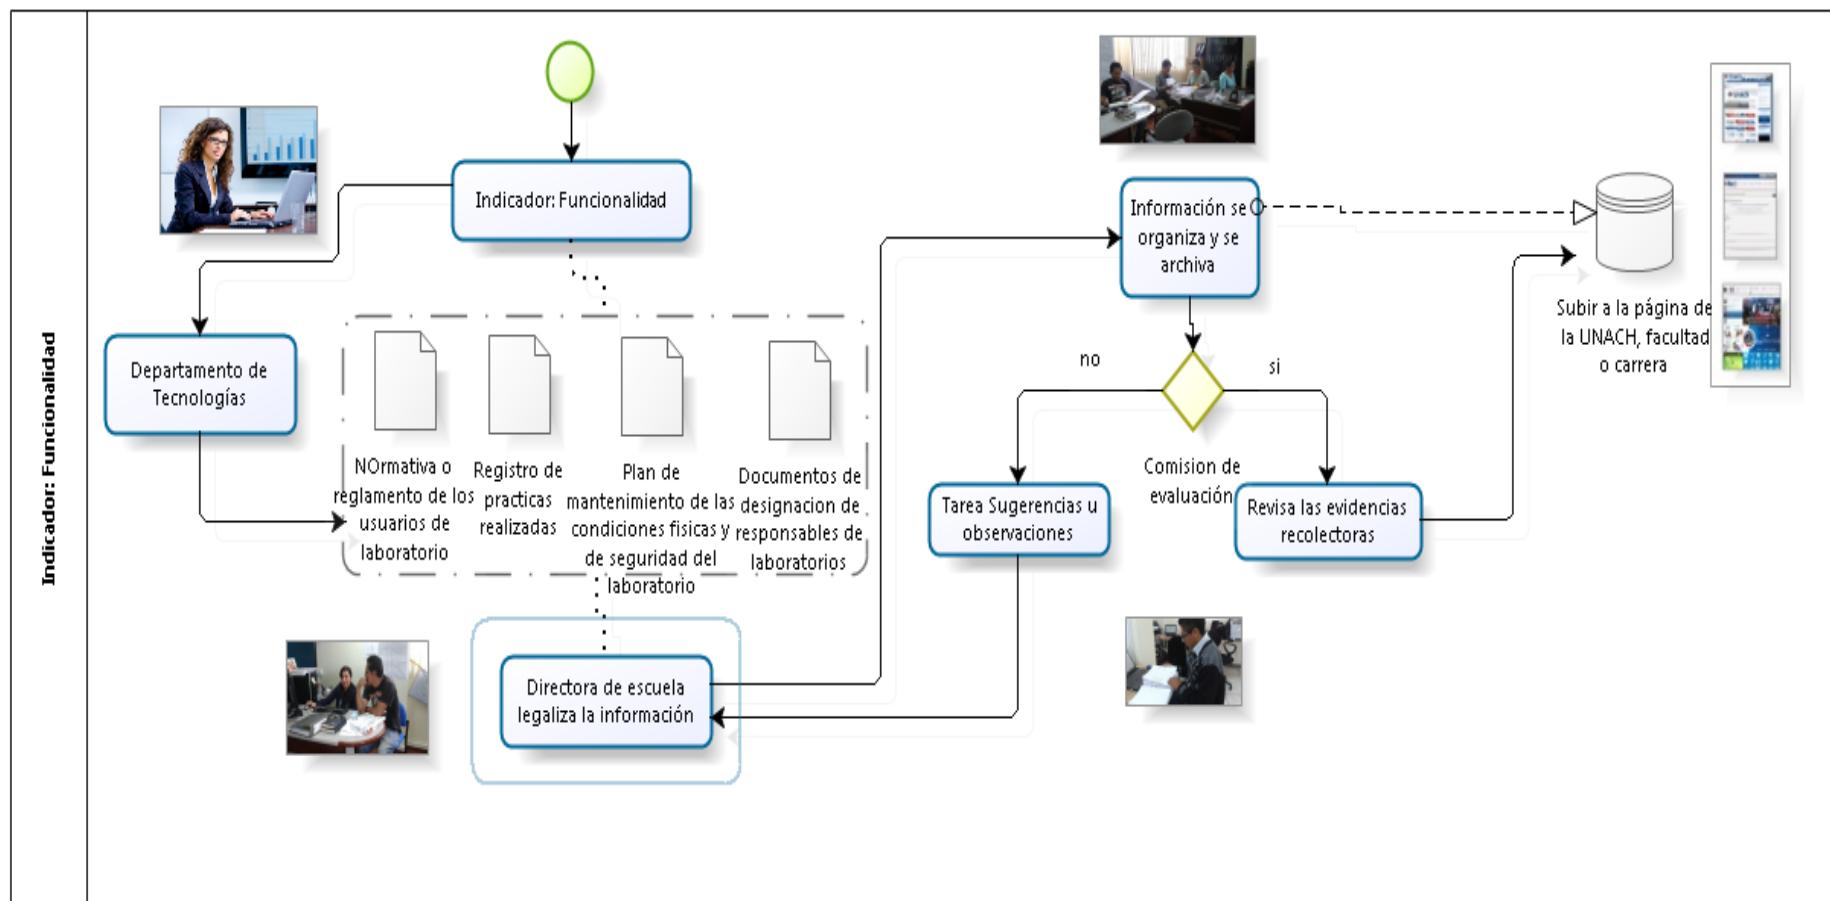 Indicador: Funcionalidad
Indicador: Funcionalidad
Departamento de
Tecnologías
NOrmativa o
reglamento de los
usuarios de
laboratorio
Registro de
practicas
realizadas
Plan de
mantenimiento de las
condiciones fisicas y
de seguridad del
laboratorio
Documentos de
designacion de
responsables de
laboratorios
Directora de escuela
legaliza la información
Información se
organiza y se
archiva
no
si
Comision de
evaluación
Tarea Sugerencias u
observaciones
Revisa las evidencias
recolectoras
Subir a la página de
la UNACH, facultad
o carrera